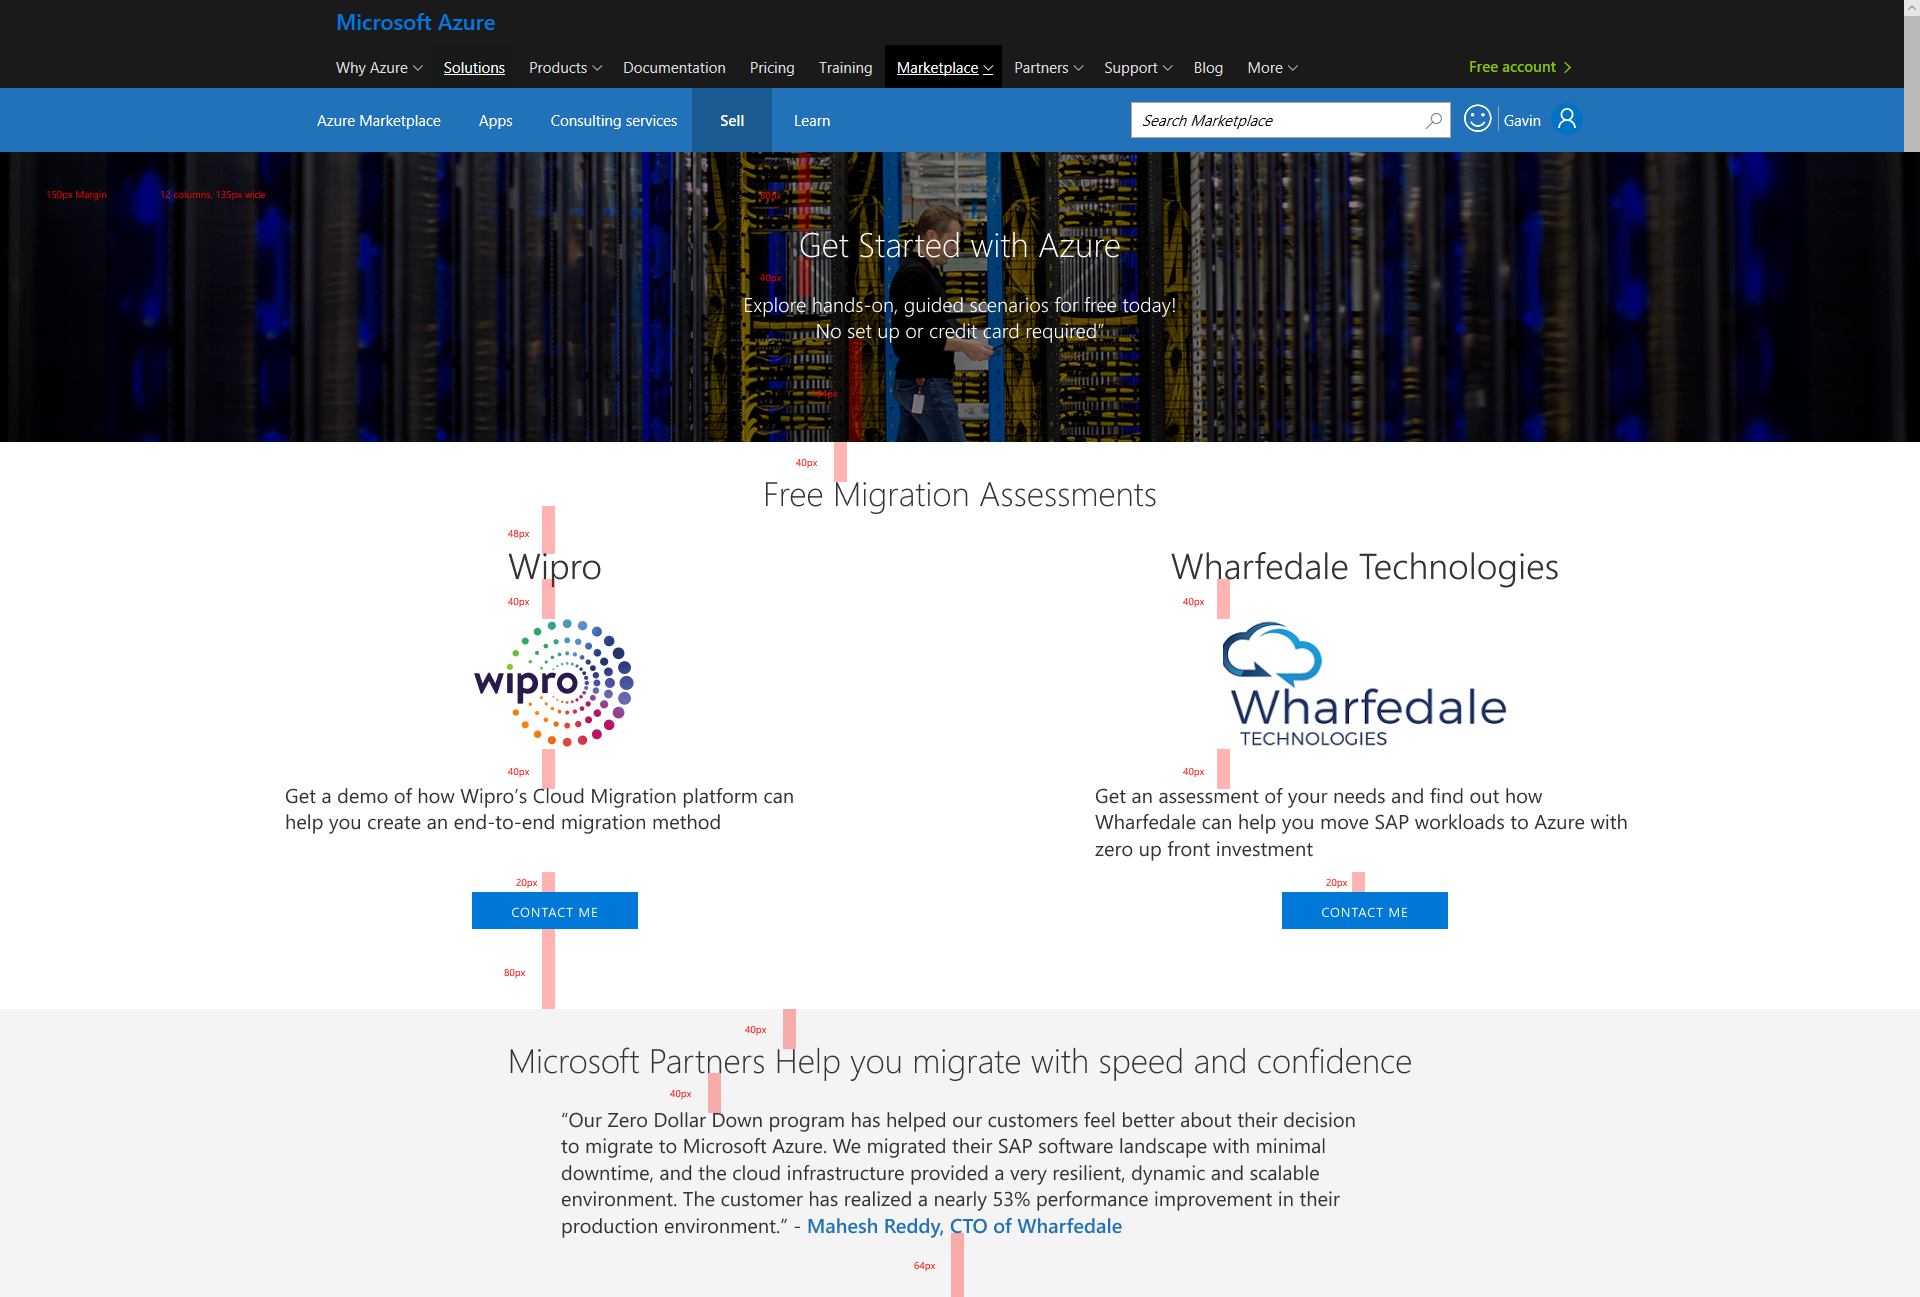 Microsoft Azure
Why Azure Solutions Products Documentation Pricing Training Marketplace Partners Support Blog More Free account
Azure Marketplace Apps Consulting services Sell Learn Search Marketplace Gavin
150px Margin 12 columns, 135px wide 80px
Get Started with Azure
40px
Explore hands-on, guided scenarios for free today!
No set up or credit card required”
40px
Free Migration Assessments
48px
Wipro
40px
wipro
40px
Get a demo of how Wipro’s Cloud Migration platform can
help you create an end-to-end migration method
20px
CONTACT ME
80px
Wharfedale Technologies
40px
Wharfedale
TECHNOLOGIES
40px
Get an assessment of your needs and find out how
Wharfedale can help you move SAP workloads to Azure with
zero up front investment
20px
CONTACT ME
40px
Microsoft Partners Help you migrate with speed and confidence
40px
“Our Zero Dollar Down program has helped our customers feel better about their decision
to migrate to Microsoft Azure. We migrated their SAP software landscape with minimal
downtime, and the cloud infrastructure provided a very resilient, dynamic and scalable
environment. The customer has realized a nearly 53% performance improvement in their
production environment.” - Mahesh Reddy, CTO of Wharfedale
64px